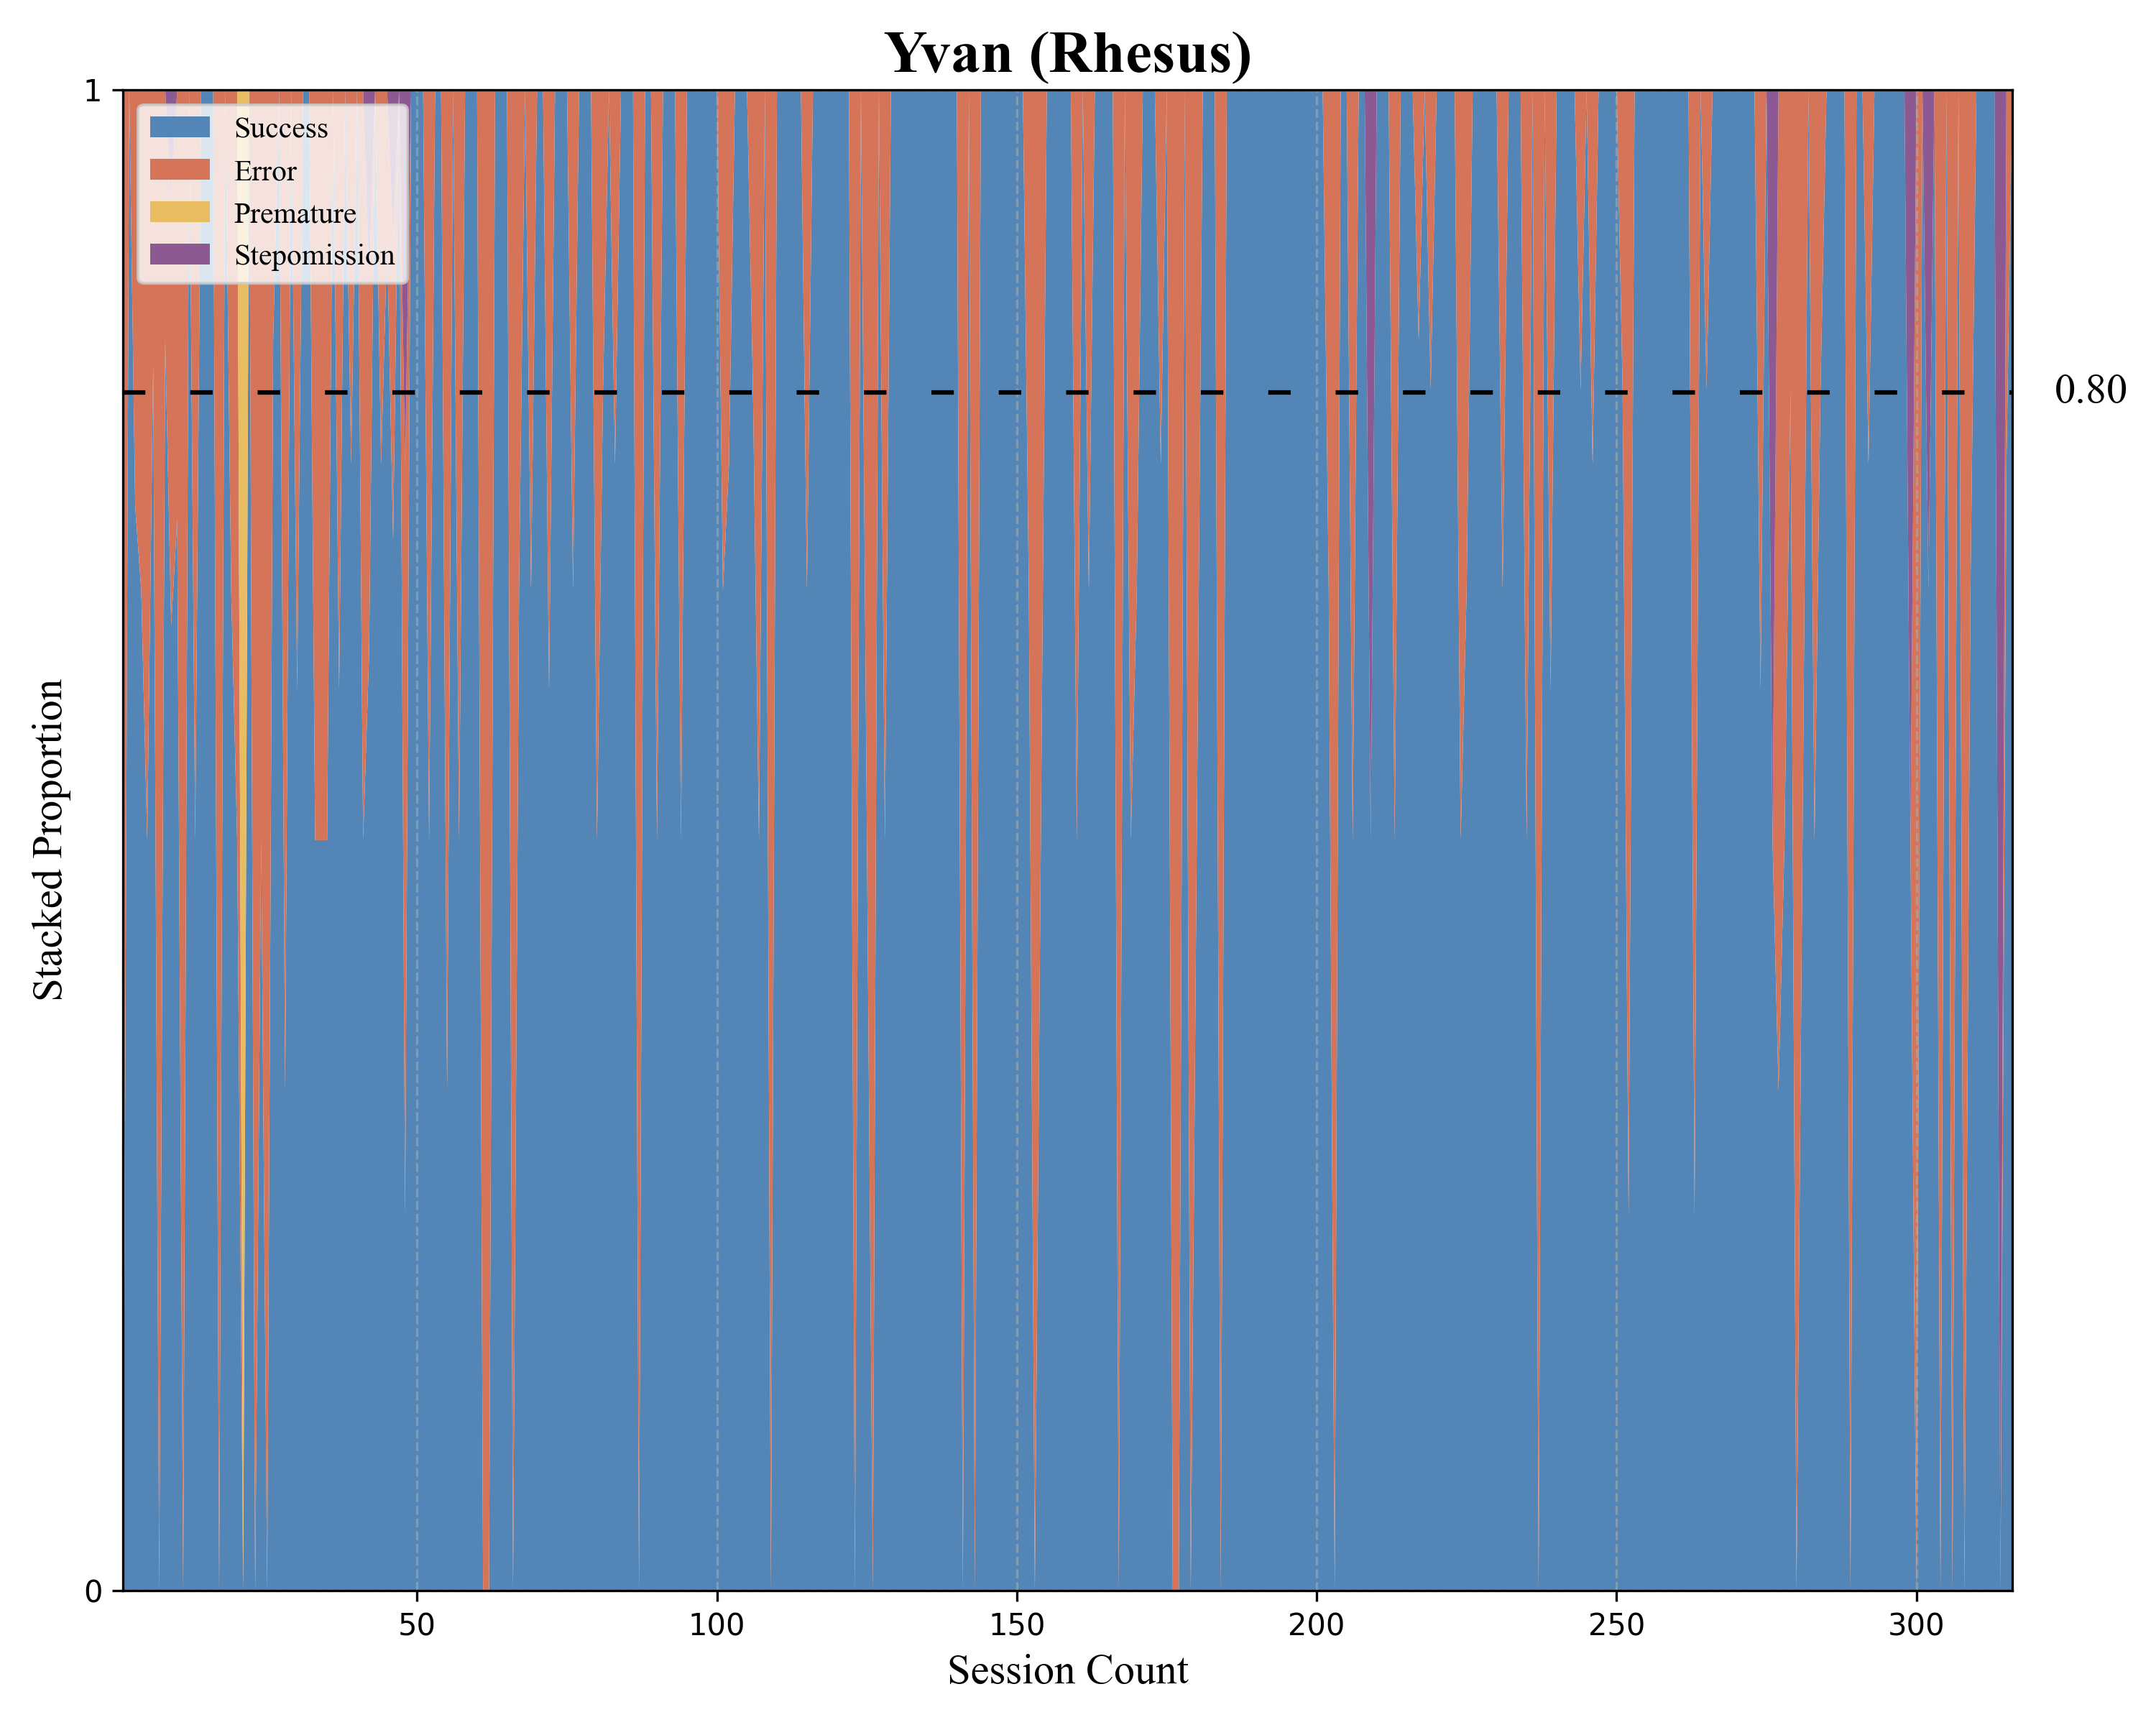 Yvan (Rhesus)
1
Success
Error
Premature
Stepomission
0.80
Stacked Proportion
0
50 100 150 200 250 300
Session Count